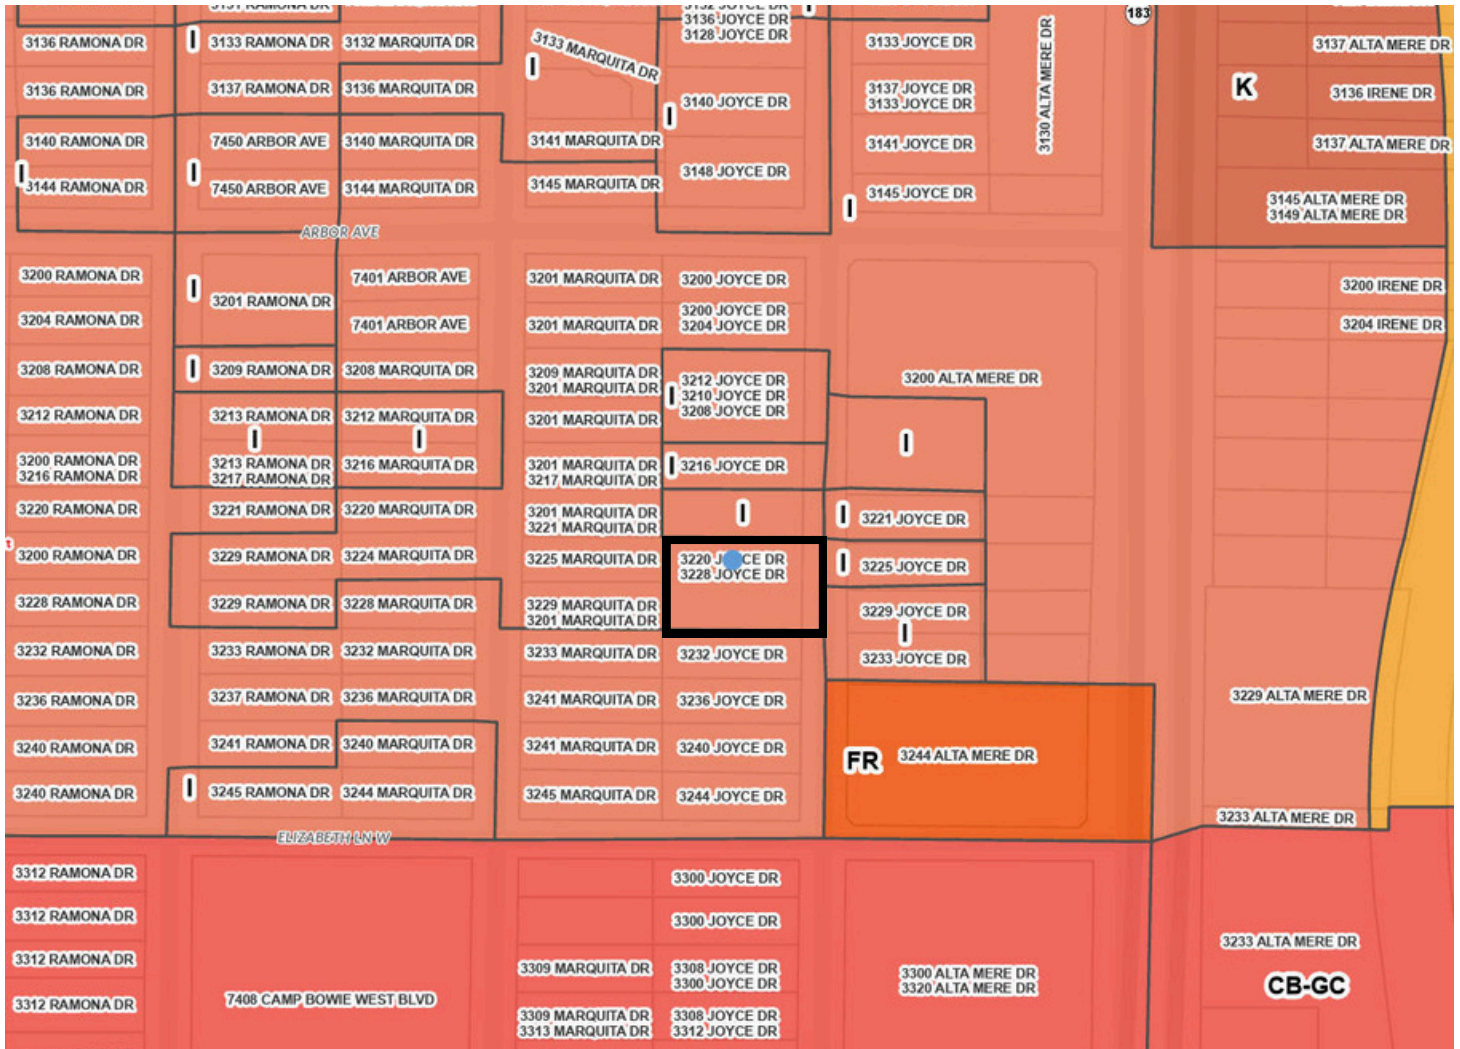 3131 RAMONA DR
3132 JOYCE DR
3136 JOYCE DR
3128 JOYCE DR
183
3136 RAMONA DR
I
3133 RAMONA DR
3132 MARQUITA DR
3133 MARQUITA DR
I
3133 JOYCE DR
3130 ALTA MERE DR
3137 ALTA MERE DR
3136 RAMONA DR
3137 RAMONA DR
3136 MARQUITA DR
3140 JOYCE DR
I
3137 JOYCE DR
3133 JOYCE DR
K
3136 IRENE DR
3140 RAMONA DR
7450 ARBOR AVE
3140 MARQUITA DR
3141 MARQUITA DR
3141 JOYCE DR
3137 ALTA MERE DR
I
3144 RAMONA DR
I
7450 ARBOR AVE
3144 MARQUITA DR
3145 MARQUITA DR
3148 JOYCE DR
3145 JOYCE DR
I
3145 ALTA MERE DR
3149 ALTA MERE DR
ARBOR AVE
3200 RAMONA DR
I
3201 RAMONA DR
7401 ARBOR AVE
3201 MARQUITA DR
3200 JOYCE DR
3200 IRENE DR
3204 RAMONA DR
7401 ARBOR AVE
3201 MARQUITA DR
3200 JOYCE DR
3204 JOYCE DR
3204 IRENE DR
3208 RAMONA DR
I
3209 RAMONA DR
3208 MARQUITA DR
3209 MARQUITA DR
3201 MARQUITA DR
I
3212 JOYCE DR
3210 JOYCE DR
3208 JOYCE DR
3200 ALTA MERE DR
3212 RAMONA DR
3213 RAMONA DR
3212 MARQUITA DR
3201 MARQUITA DR
I
I
I
3200 RAMONA DR
3216 RAMONA DR
3213 RAMONA DR
3217 RAMONA DR
3216 MARQUITA DR
3201 MARQUITA DR
3217 MARQUITA DR
I
3216 JOYCE DR
3220 RAMONA DR
3221 RAMONA DR
3220 MARQUITA DR
3201 MARQUITA DR
3221 MARQUITA DR
I
I
3221 JOYCE DR
t
3200 RAMONA DR
3229 RAMONA DR
3224 MARQUITA DR
3225 MARQUITA DR
3220 JOYCE DR
3228 JOYCE DR
I
3225 JOYCE DR
3228 RAMONA DR
3229 RAMONA DR
3228 MARQUITA DR
3229 MARQUITA DR
3201 MARQUITA DR
3229 JOYCE DR
I
3232 RAMONA DR
3233 RAMONA DR
3232 MARQUITA DR
3233 MARQUITA DR
3232 JOYCE DR
3233 JOYCE DR
3236 RAMONA DR
3237 RAMONA DR
3236 MARQUITA DR
3241 MARQUITA DR
3236 JOYCE DR
3229 ALTA MERE DR
3240 RAMONA DR
3241 RAMONA DR
3240 MARQUITA DR
3241 MARQUITA DR
3240 JOYCE DR
FR
3244 ALTA MERE DR
3240 RAMONA DR
I
3245 RAMONA DR
3244 MARQUITA DR
3245 MARQUITA DR
3244 JOYCE DR
3233 ALTA MERE DR
ELIZABETH LN W
3312 RAMONA DR
3300 JOYCE DR
3312 RAMONA DR
3300 JOYCE DR
3312 RAMONA DR
3309 MARQUITA DR
3308 JOYCE DR
3300 JOYCE DR
3300 ALTA MERE DR
3320 ALTA MERE DR
3233 ALTA MERE DR
CB-GC
3312 RAMONA DR
7408 CAMP BOWIE WEST BLVD
3309 MARQUITA DR
3313 MARQUITA DR
3308 JOYCE DR
3312 JOYCE DR